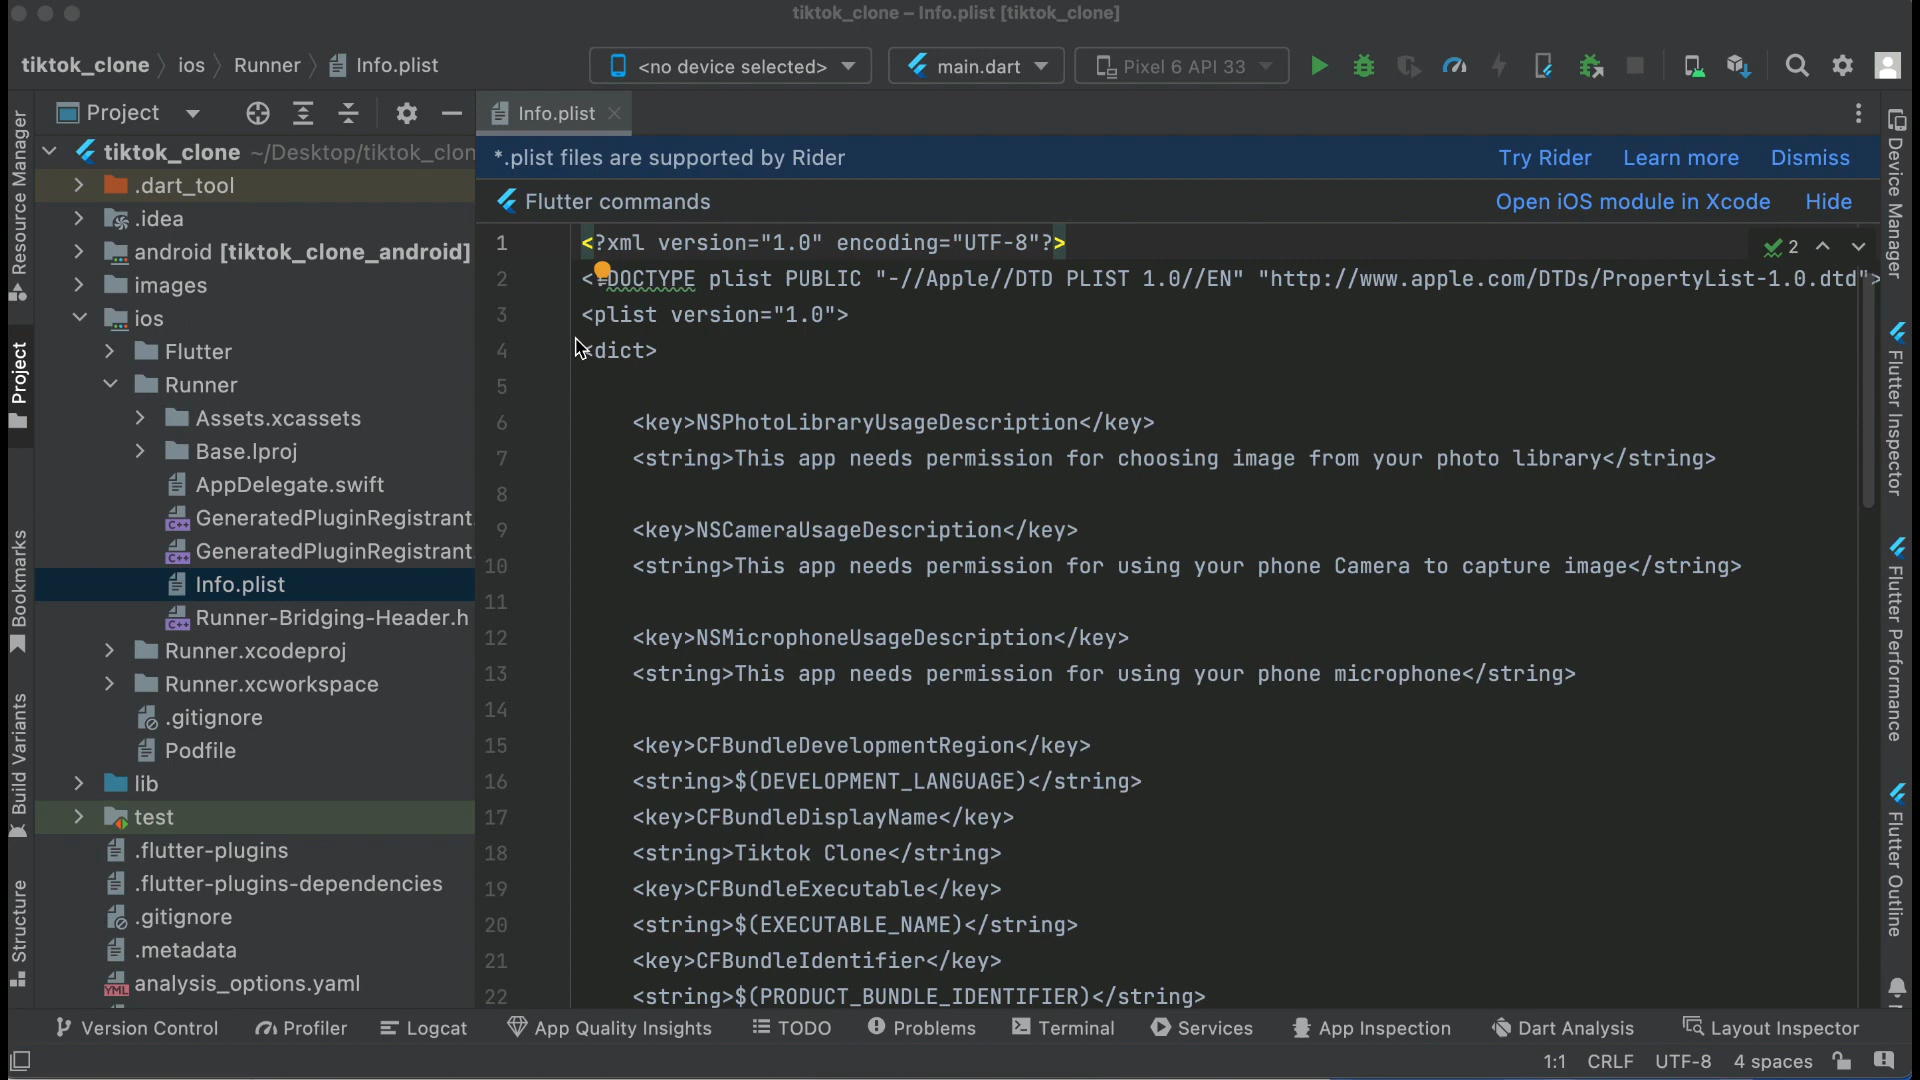 tiktok_clone – Info.plist [tiktok_clone]
tiktok_clone ios Runner Info.plist
<no device selected> main.dart Pixel 6 API 33
Project
Info.plist
*.plist files are supported by Rider
Try Rider Learn more Dismiss
Flutter commands
Open iOS module in Xcode Hide
Resource Manager
Project
Bookmarks
Build Variants
Structure
tiktok_clone ~/Desktop/tiktok_clon
.dart_tool
.idea
android [tiktok_clone_android]
images
ios
Flutter
Runner
Assets.xcassets
Base.lproj
AppDelegate.swift
GeneratedPluginRegistrant
GeneratedPluginRegistrant
Info.plist
Runner-Bridging-Header.h
Runner.xcodeproj
Runner.xcworkspace
.gitignore
Podfile
lib
test
.flutter-plugins
.flutter-plugins-dependencies
.gitignore
.metadata
analysis_options.yaml
2
1 <?xml version="1.0" encoding="UTF-8"?>
2 <!DOCTYPE plist PUBLIC "-//Apple//DTD PLIST 1.0//EN" "http://www.apple.com/DTDs/PropertyList-1.0.dtd">
3 <plist version="1.0">
4 <dict>
5
6 <key>NSPhotoLibraryUsageDescription</key>
7 <string>This app needs permission for choosing image from your photo library</string>
8
9 <key>NSCameraUsageDescription</key>
10 <string>This app needs permission for using your phone Camera to capture image</string>
11
12 <key>NSMicrophoneUsageDescription</key>
13 <string>This app needs permission for using your phone microphone</string>
14
15 <key>CFBundleDevelopmentRegion</key>
16 <string>$(DEVELOPMENT_LANGUAGE)</string>
17 <key>CFBundleDisplayName</key>
18 <string>Tiktok Clone</string>
19 <key>CFBundleExecutable</key>
20 <string>$(EXECUTABLE_NAME)</string>
21 <key>CFBundleIdentifier</key>
22 <string>$(PRODUCT_BUNDLE_IDENTIFIER)</string>
Device Manager
Flutter Inspector
Flutter Performance
Flutter Outline
Version Control Profiler Logcat App Quality Insights TODO Problems Terminal Services App Inspection Dart Analysis Layout Inspector
1:1 CRLF UTF-8 4 spaces